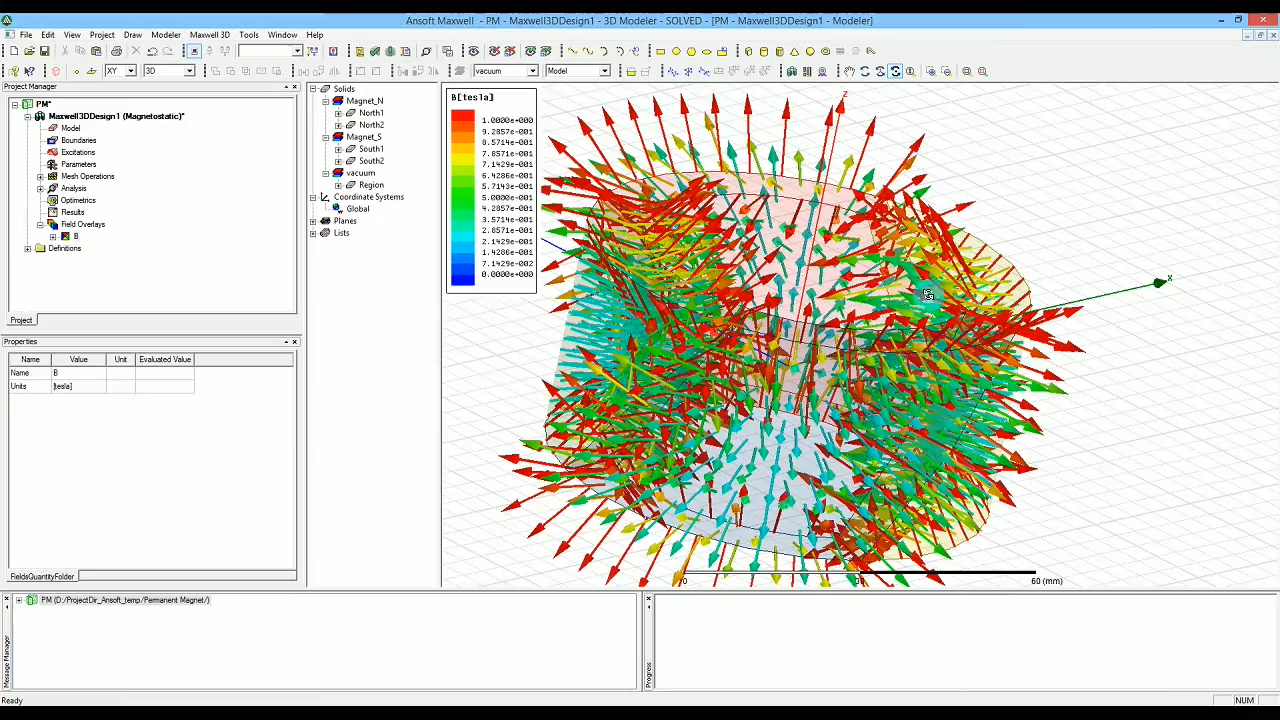 Ansoft Maxwell - PM - Maxwell3DDesign1 - 3D Modeler - SOLVED - [PM - Maxwell3DDesign1 - Modeler]
File Edit View Project Draw Modeler Maxwell 3D Tools Window Help
XY 3D vacuum Model
Project Manager
PM*
Maxwell3DDesign1 (Magnetostatic)*
Model
Boundaries
Excitations
Parameters
Mesh Operations
Analysis
Optimetrics
Results
Field Overlays
B
Definitions
Project
Properties
Name Value Unit Evaluated Value
Name B
Units [tesla]
FieldsQuantityFolder
Solids
Magnet_N
North1
North2
Magnet_S
South1
South2
vacuum
Region
Coordinate Systems
Global
Planes
Lists
B[tesla]
1.0000e+000
9.2857e-001
8.5714e-001
7.8571e-001
7.1429e-001
6.4286e-001
5.7143e-001
5.0000e-001
4.2857e-001
3.5714e-001
2.8571e-001
2.1429e-001
1.4286e-001
7.1429e-002
0.0000e+000
Z
X
0 30 60 (mm)
PM (D:/ProjectDir_Ansoft_temp/Permanent Magnet/)
Message Manager
Progress
Ready
NUM